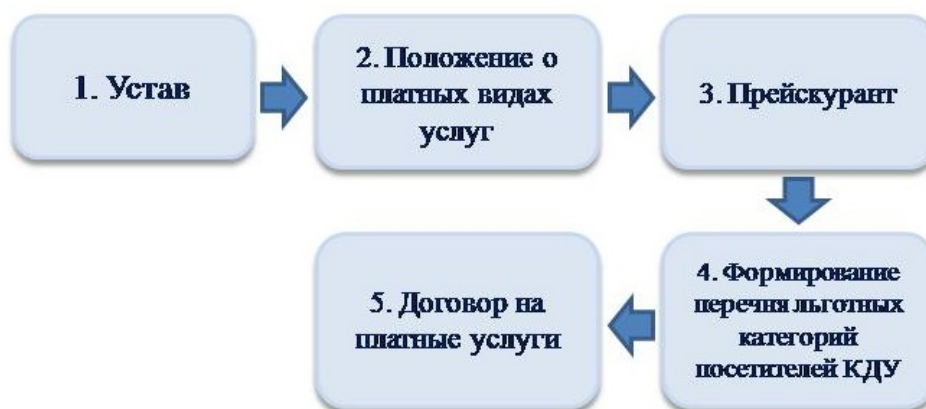 1. Устав
2. Положение о
платных видах
услуг
3. Прейскурант
4. Формирование
перечня льготных
категорий
посетителей КДУ
5. Договор на
платные услуги